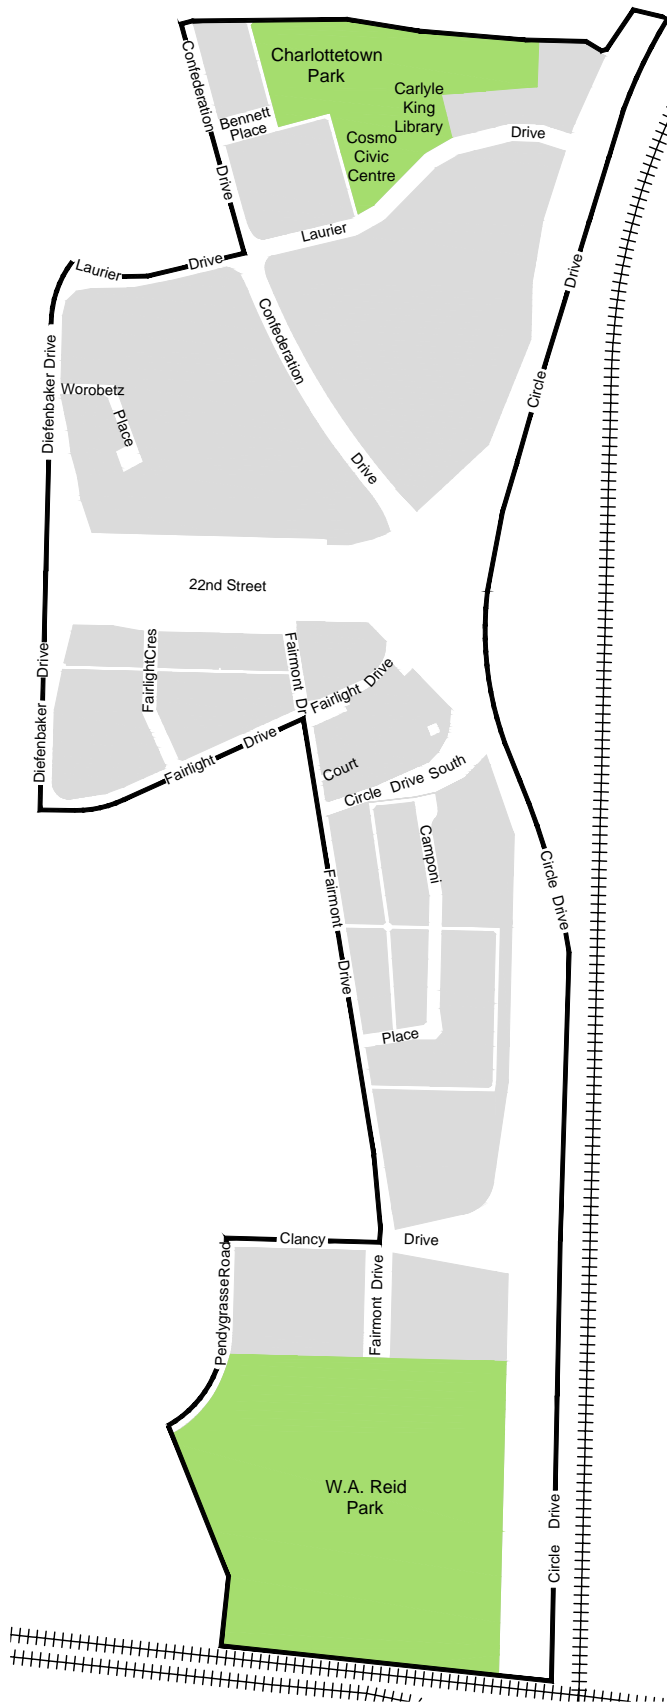 Charlottetown
Park
Confederation
Drive
Carlyle
King
Library
Bennett
Place
Cosmo
Civic
Centre
Drive
Laurier
Laurier
Drive
Confederation
Drive
Circle
Drive
Diefenbaker Drive
Worobetz
Place
22nd Street
Diefenbaker
Drive
FairlightCres
Fairmont Dr
Fairlight Drive
Fairlight
Drive
Court
Circle Drive South
Camponi
Place
Fairmont
Drive
Circle Drive
Clancy
Drive
PendygrasseRoad
Fairmont Drive
W.A. Reid
Park
Circle Drive